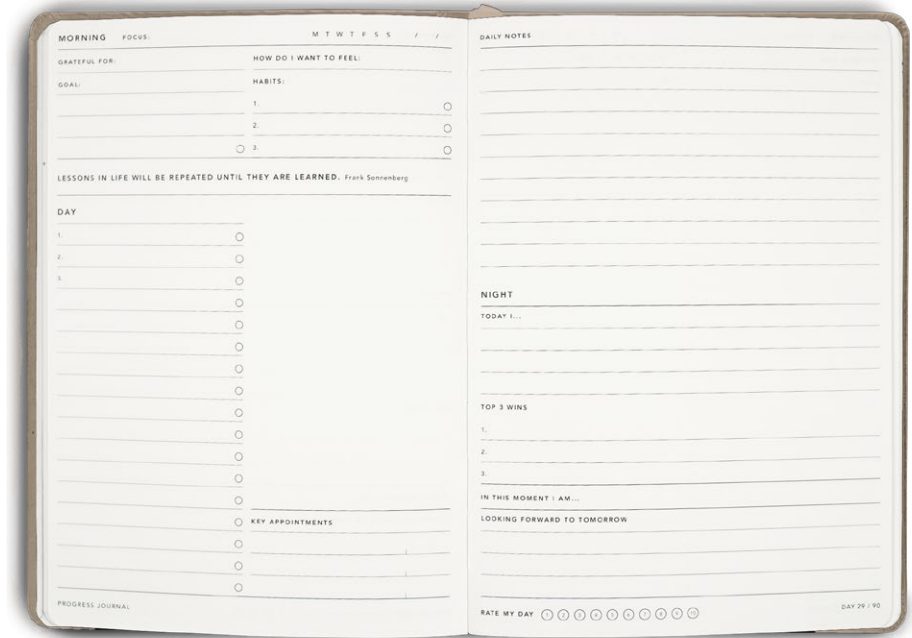 MORNING FOCUS: M T W T F S S / /
GRATEFUL FOR:
HOW DO I WANT TO FEEL:
GOAL:
HABITS:
1.
2.
3.
LESSONS IN LIFE WILL BE REPEATED UNTIL THEY ARE LEARNED. Frank Sonnenberg
DAY
1.
2.
3.
KEY APPOINTMENTS
PROGRESS JOURNAL
DAILY NOTES
NIGHT
TODAY I...
TOP 3 WINS
1.
2.
3.
IN THIS MOMENT I AM...
LOOKING FORWARD TO TOMORROW
RATE MY DAY 1 2 3 4 5 6 7 8 9 10
DAY 29 / 90